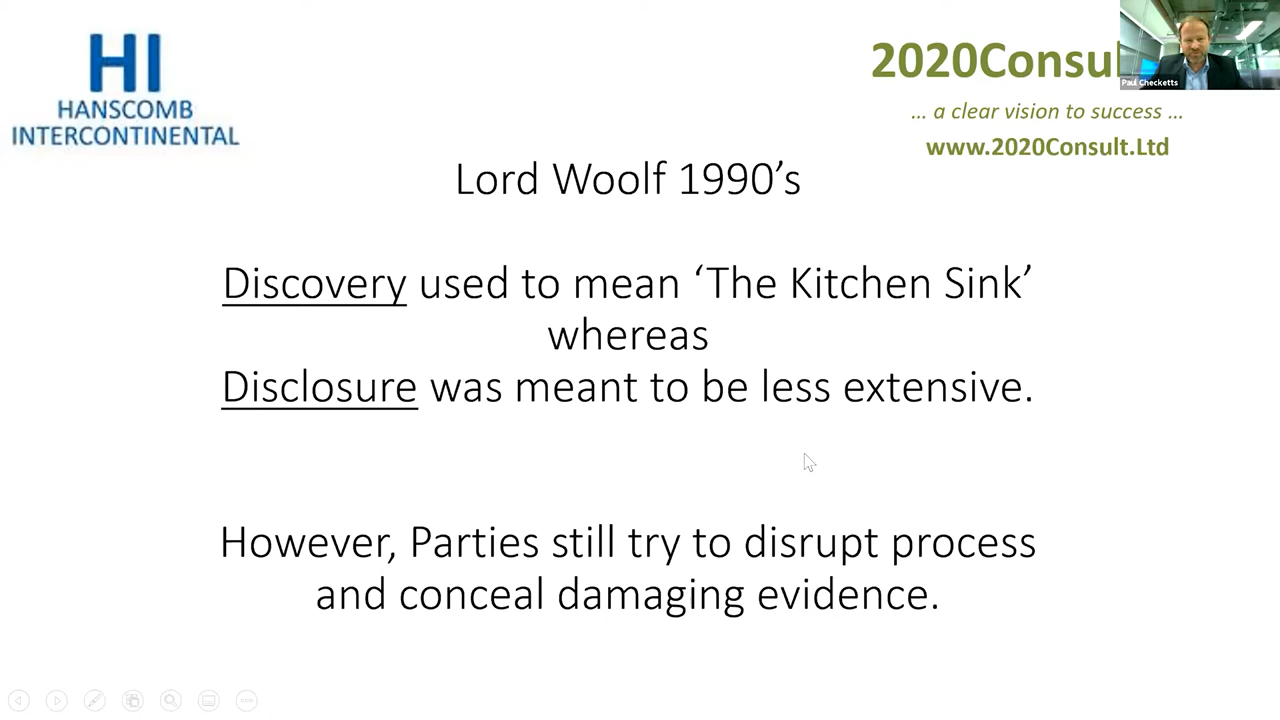 HI
HANSCOMB
INTERCONTINENTAL
2020Consul
Paul Checketts
... a clear vision to success ...
www.2020Consult.Ltd
Lord Woolf 1990’s
Discovery used to mean ‘The Kitchen Sink’
whereas
Disclosure was meant to be less extensive.
However, Parties still try to disrupt process
and conceal damaging evidence.